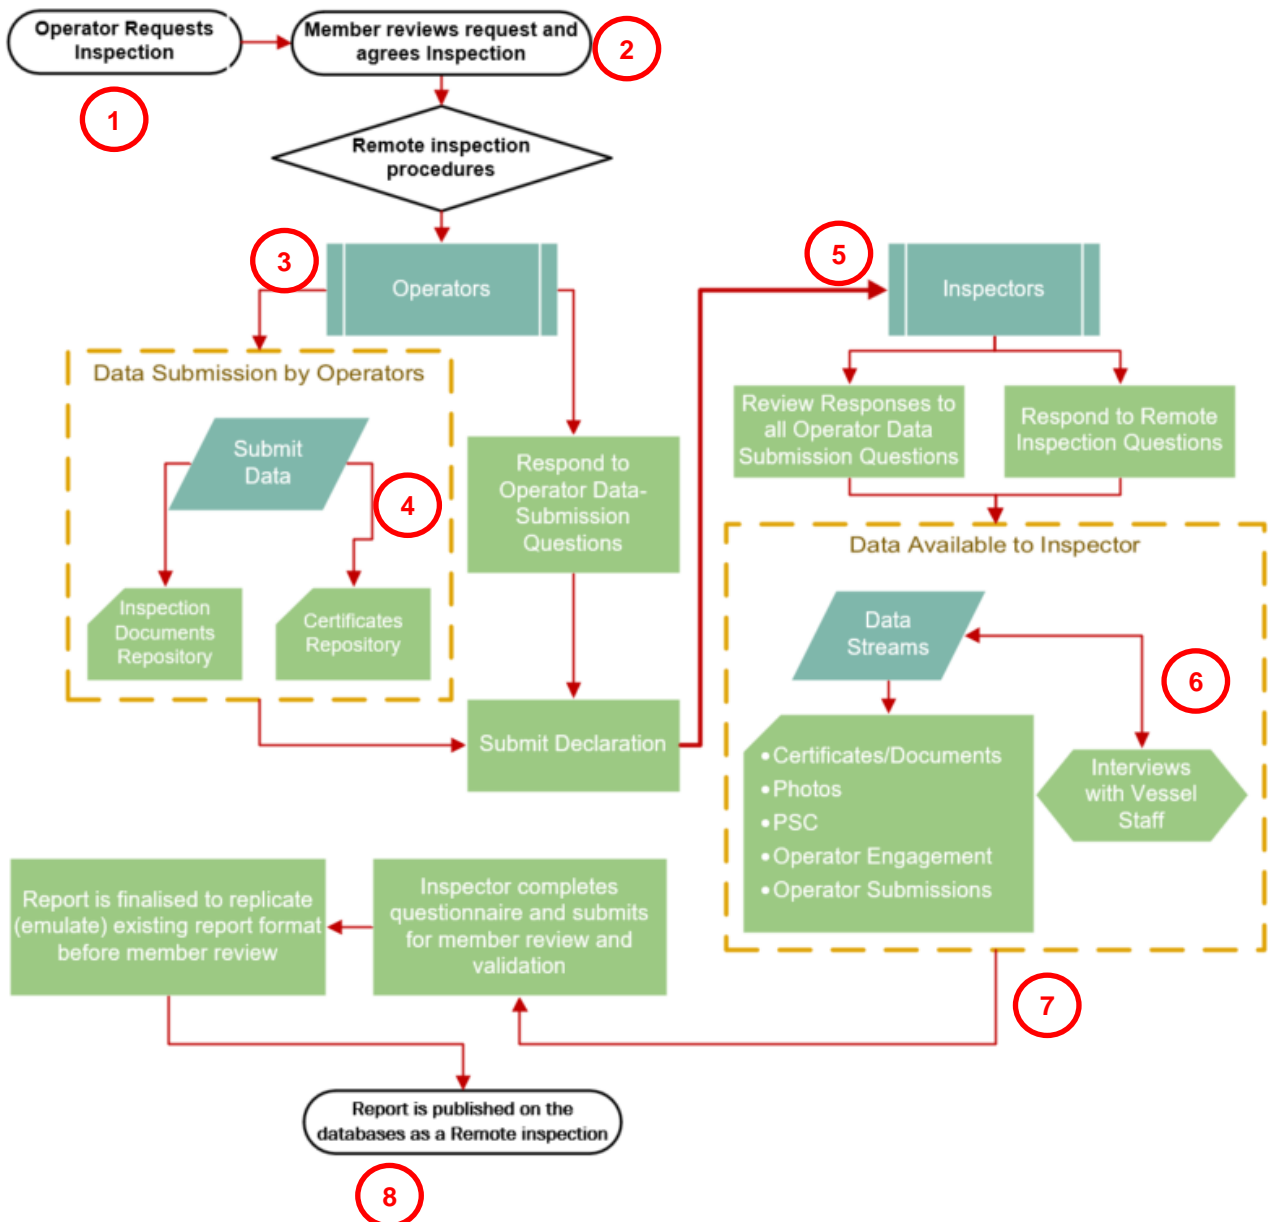 Operator Requests
Inspection
1
Member reviews request and
agrees Inspection
2
Remote inspection
procedures
3
Operators
Data Submission by Operators
Submit
Data
4
Inspection
Documents
Repository
Certificates
Repository
Respond to
Operator Data-
Submission
Questions
Submit Declaration
5
Inspectors
Review Responses to
all Operator Data
Submission Questions
Respond to Remote
Inspection Questions
Data Available to Inspector
Data
Streams
6
•Certificates/Documents
•Photos
•PSC
•Operator Engagement
•Operator Submissions
Interviews
with Vessel
Staff
7
Inspector completes
questionnaire and submits
for member review and
validation
Report is finalised to replicate
(emulate) existing report format
before member review
Report is published on the
databases as a Remote inspection
8